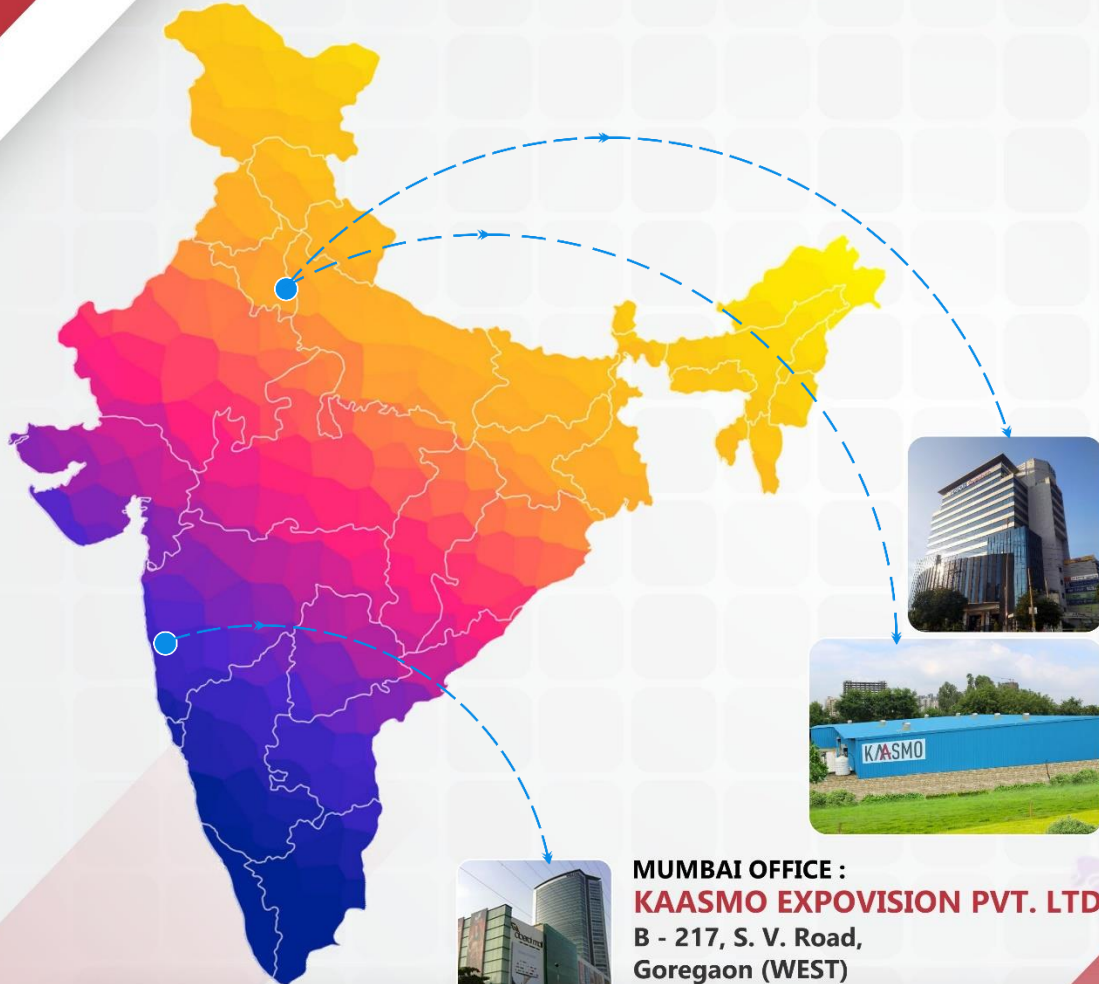 KAASMO
MUMBAI OFFICE :
KAASMO EXPOVISION PVT. LTD
B - 217, S. V. Road,
Goregaon (WEST)